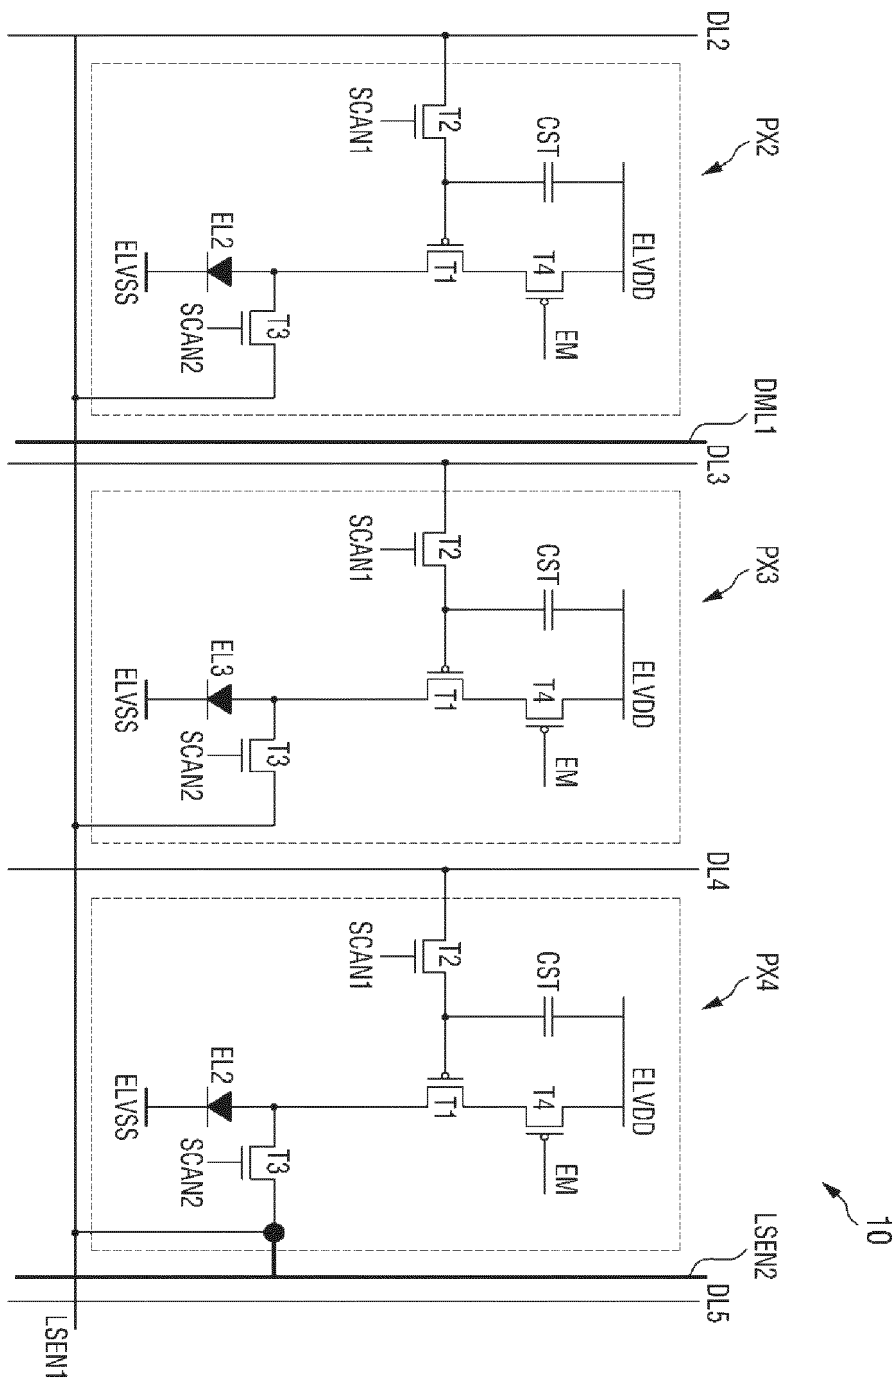 10
PX2
PX3
PX4
DL2
DML1
DL3
DL4
LSEN2
DL5
ELVDD
CST
T4
EM
T2
SCAN1
T1
EL2
T3
SCAN2
ELVSS
ELVDD
CST
T4
EM
T2
SCAN1
T1
EL3
T3
SCAN2
ELVSS
ELVDD
CST
T4
EM
T2
SCAN1
T1
EL2
T3
SCAN2
ELVSS
LSEN1